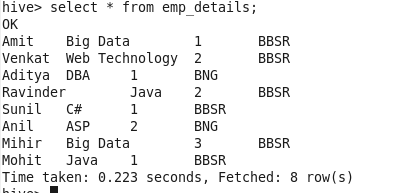 hive> select * from emp_details;
OK
Amit    Big Data        1       BBSR
Venkat  Web Technology  2       BBSR
Aditya  DBA     1       BNG
Ravinder        Java    2       BBSR
Sunil   C#      1       BBSR
Anil    ASP     2       BNG
Mihir   Big Data        3       BBSR
Mohit   Java    1       BBSR
Time taken: 0.223 seconds, Fetched: 8 row(s)
hive>